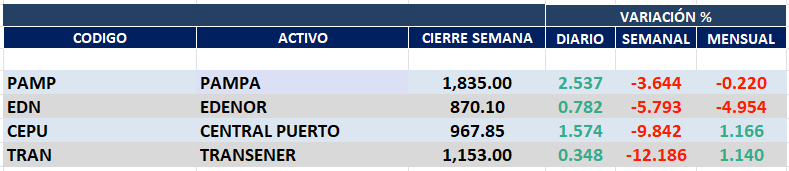 VARIACIÓN %
CODIGO ACTIVO CIERRE SEMANA DIARIO SEMANAL MENSUAL
PAMP PAMPA 1,835.00 2.537 -3.644 -0.220
EDN EDENOR 870.10 0.782 -5.793 -4.954
CEPU CENTRAL PUERTO 967.85 1.574 -9.842 1.166
TRAN TRANSENER 1,153.00 0.348 -12.186 1.140